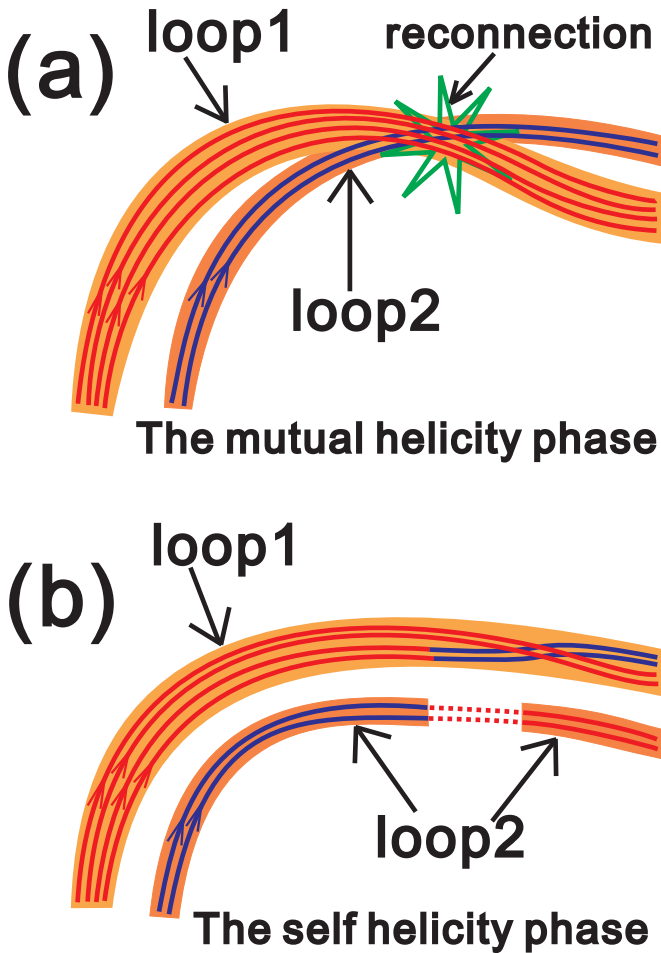 (a)
loop1
reconnection
loop2
The mutual helicity phase
(b)
loop1
loop2
The self helicity phase